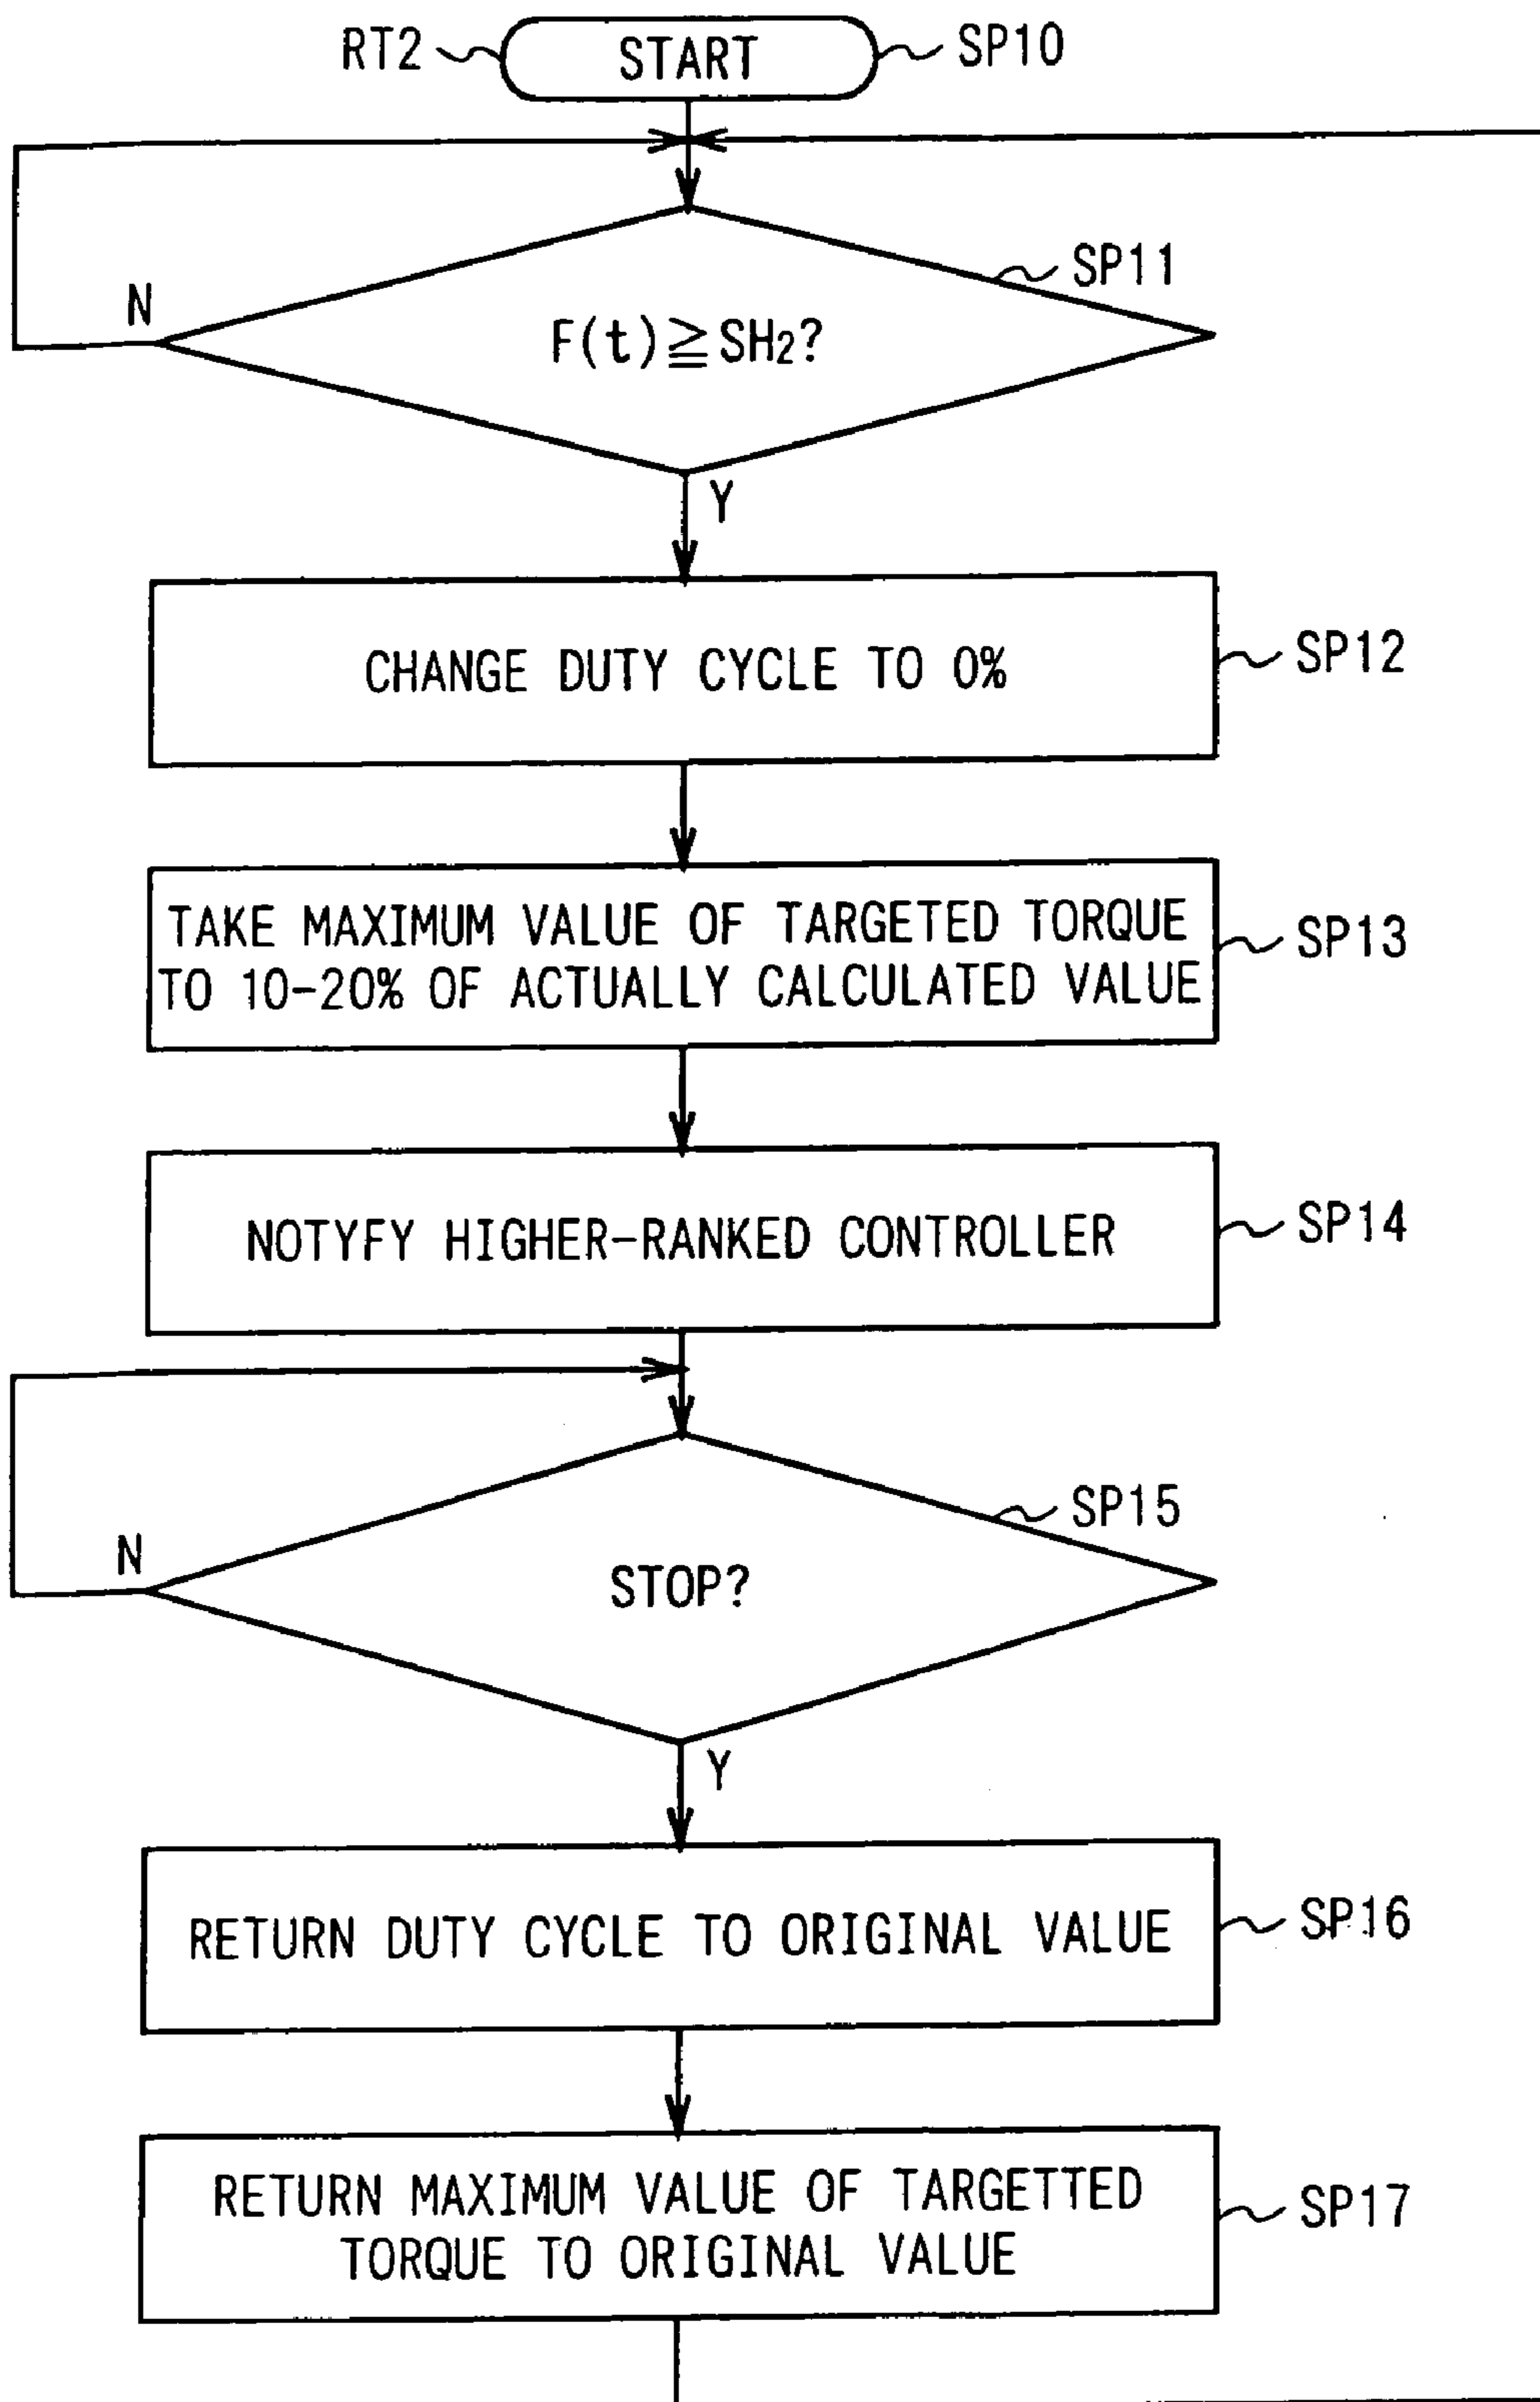 RT2
START
SP10
SP11
N
F(t)≧SH2?
Y
CHANGE DUTY CYCLE TO 0%
SP12
TAKE MAXIMUM VALUE OF TARGETED TORQUE
TO 10-20% OF ACTUALLY CALCULATED VALUE
SP13
NOTYFY HIGHER-RANKED CONTROLLER
SP14
SP15
N
STOP?
Y
RETURN DUTY CYCLE TO ORIGINAL VALUE
SP16
RETURN MAXIMUM VALUE OF TARGETTED
TORQUE TO ORIGINAL VALUE
SP17